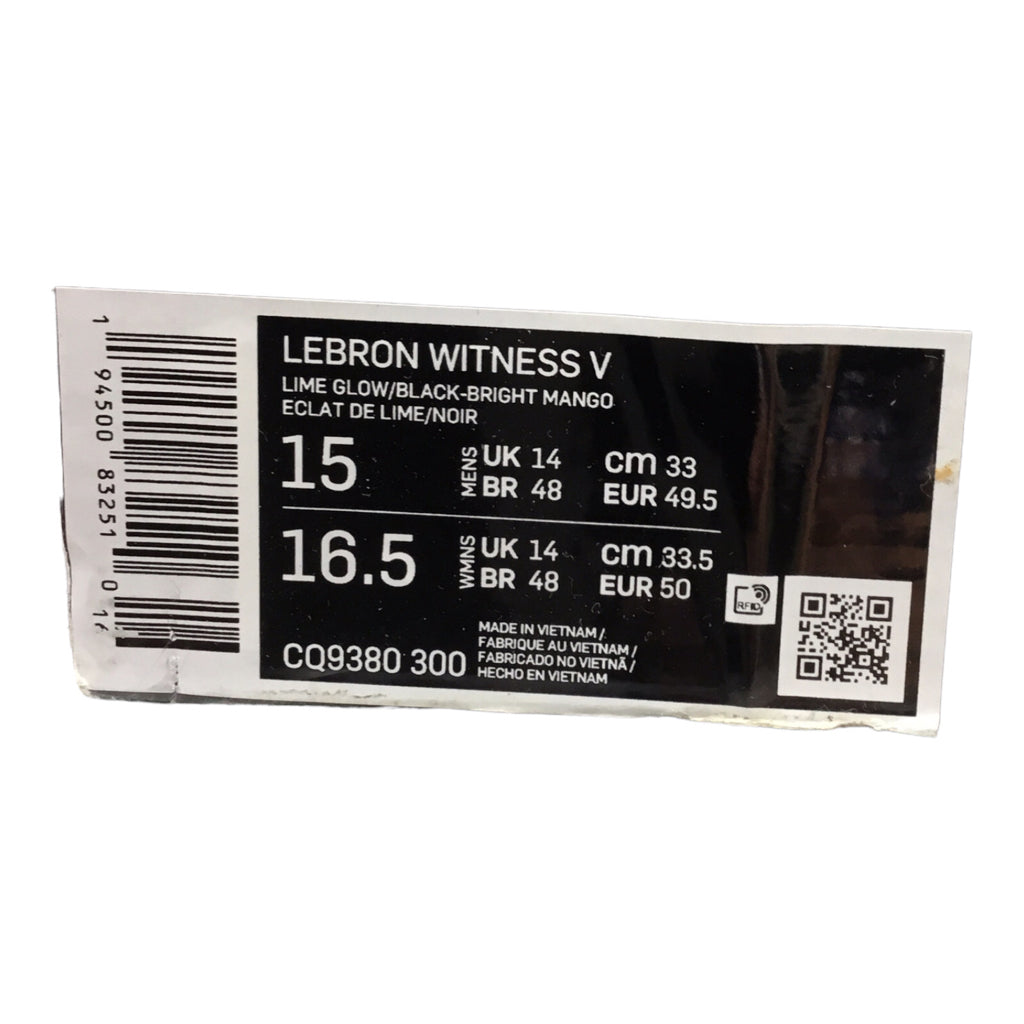 LEBRON WITNESS V
LIME GLOW/BLACK-BRIGHT MANGO
ECLAT DE LIME/NOIR
15 MENS UK 14 cm 33
BR 48 EUR 49.5
16.5 WMNS UK 14 cm 33.5
BR 48 EUR 50
RFID
CQ9380 300
MADE IN VIETNAM /
FABRIQUE AU VIETNAM /
FABRICADO NO VIETNÃ /
HECHO EN VIETNAM
1 94500 83251 0